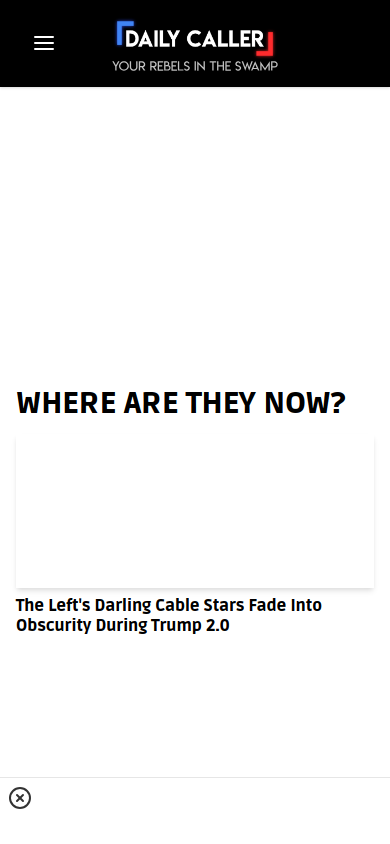 DAILY CALLER
YOUR REBELS IN THE SWAMP
WHERE ARE THEY NOW?
The Left's Darling Cable Stars Fade Into
Obscurity During Trump 2.0